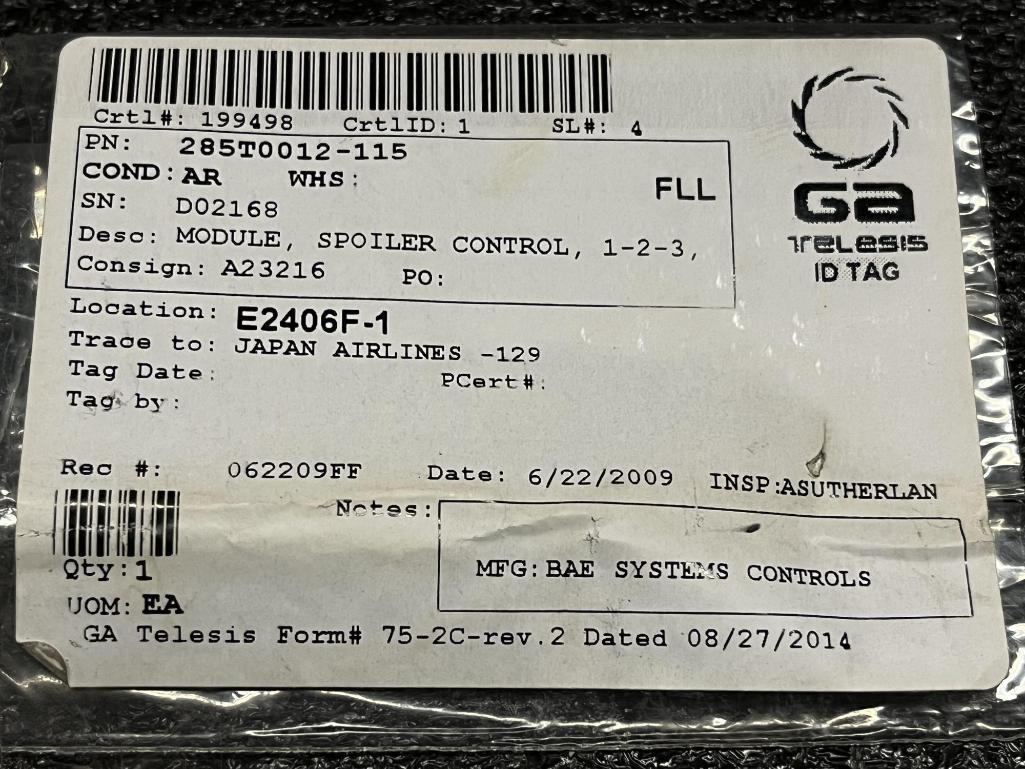 Crtl#: 199498 CrtlID: 1 SL#: 4
PN: 285T0012-115
COND: AR WHS: FLL
SN: D02168
Desc: MODULE, SPOILER CONTROL, 1-2-3,
Consign: A23216 PO:
GA
TELESIS
ID TAG
Location: E2406F-1
Trace to: JAPAN AIRLINES -129
Tag Date: PCert#:
Tag by:
Rec #: 062209FF Date: 6/22/2009 INSP:ASUTHERLAN
Notes:
MFG: BAE SYSTEMS CONTROLS
Qty: 1
UOM: EA
GA Telesis Form# 75-2C-rev.2 Dated 08/27/2014